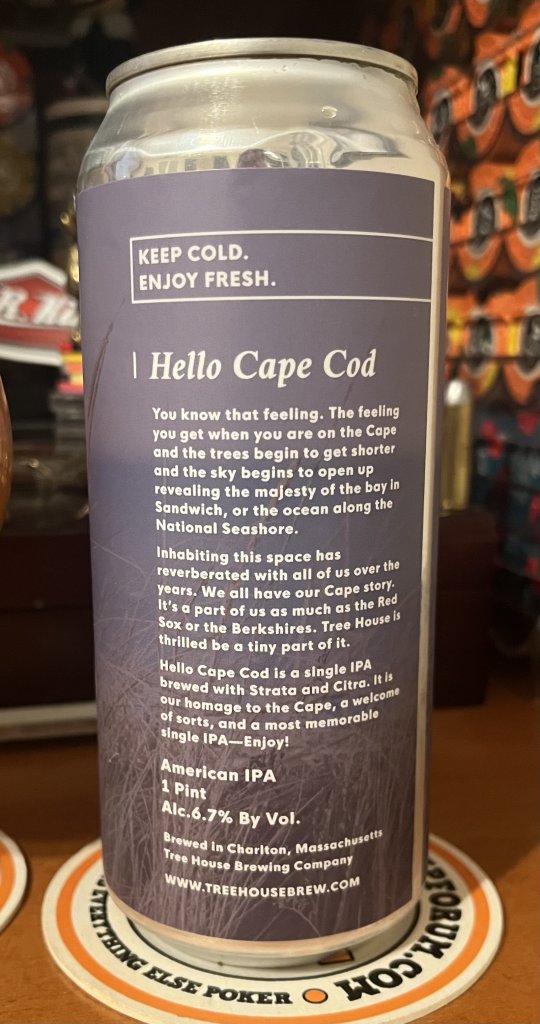 KEEP COLD.
ENJOY FRESH.
Hello Cape Cod
You know that feeling. The feeling
you get when you are on the Cape
and the trees begin to get shorter
and the sky begins to open up
revealing the majesty of the bay in
Sandwich, or the ocean along the
National Seashore.
Inhabiting this space has
reverberated with all of us over the
years. We all have our Cape story.
It's a part of us as much as the Red
Sox or the Berkshires. Tree House is
thrilled be a tiny part of it.
Hello Cape Cod is a single IPA
brewed with Strata and Citra. It is
our homage to the Cape, a welcome
of sorts, and a most memorable
single IPA—Enjoy!
American IPA
1 Pint
Alc.6.7% By Vol.
Brewed in Charlton, Massachusetts
Tree House Brewing Company
WWW.TREEHOUSEBREW.COM
EVERYTHING ELSE POKER
FORUM.COM